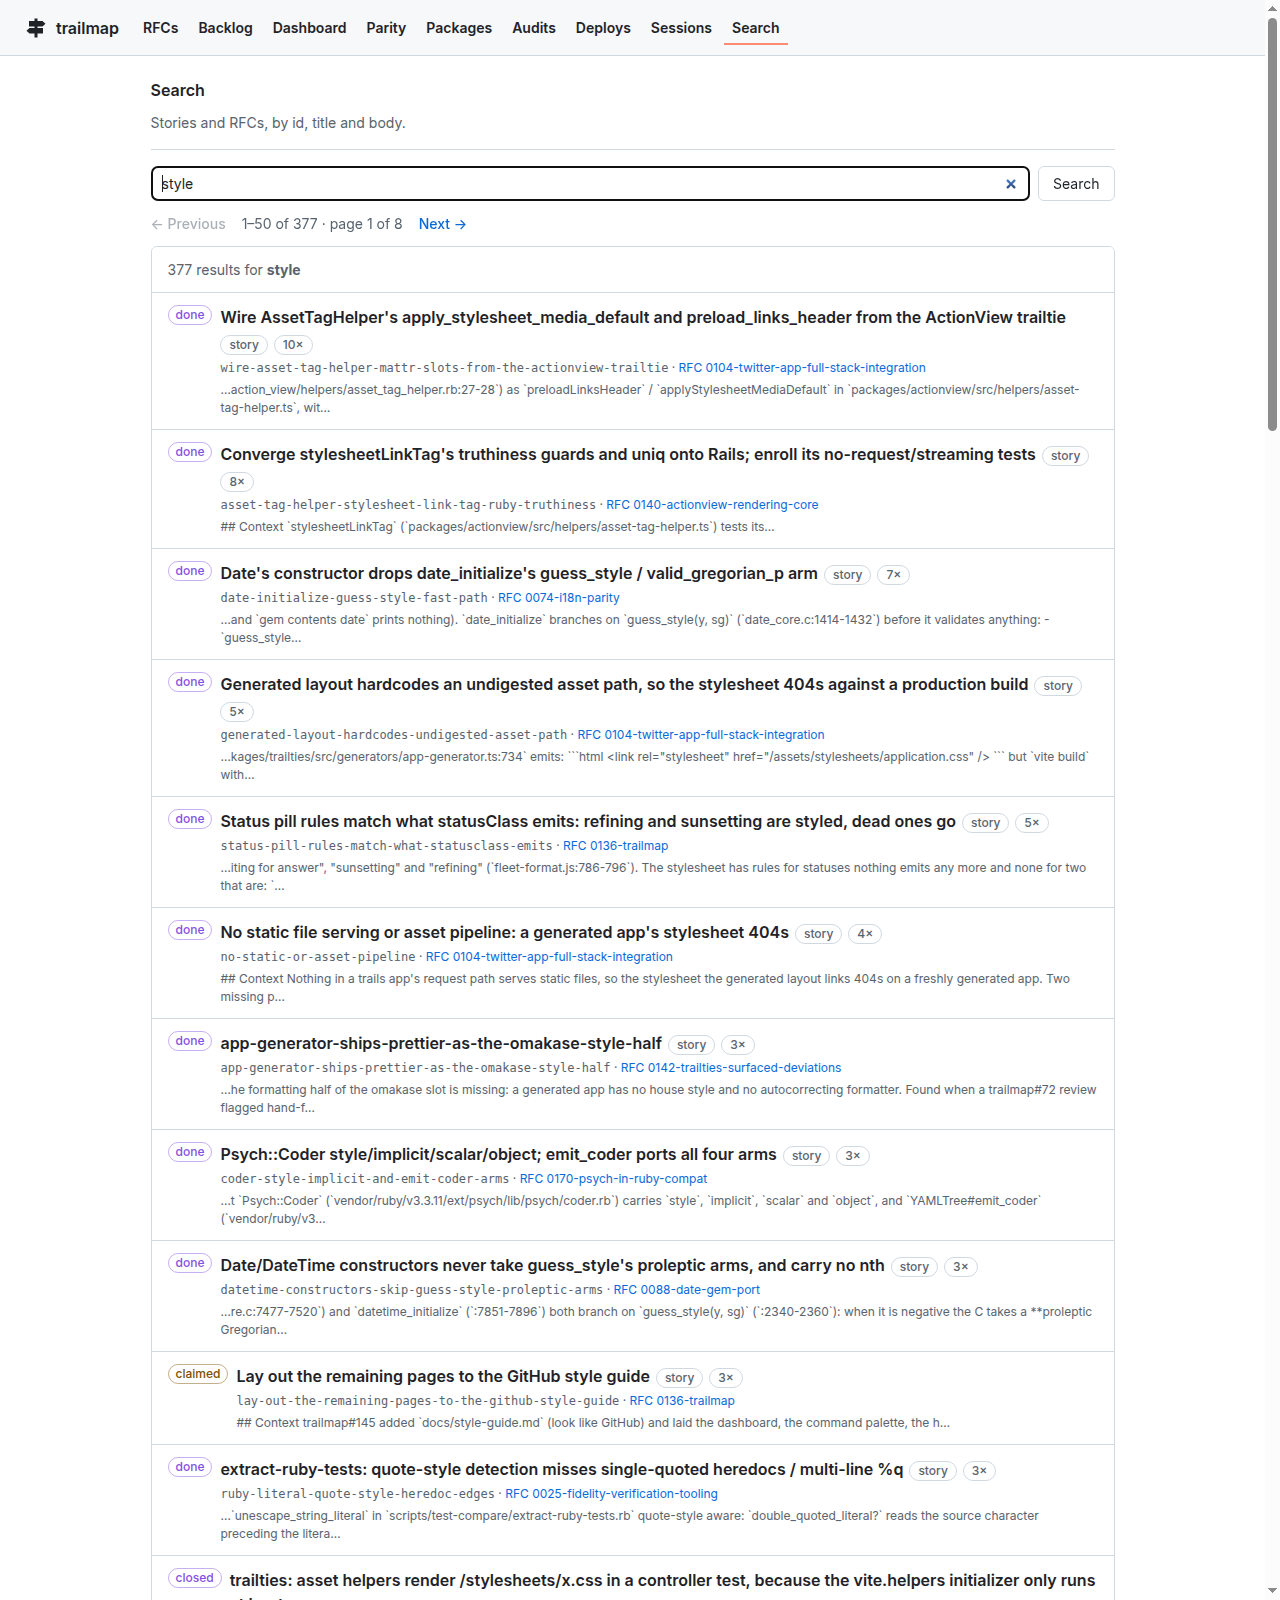 trailmap RFCs Backlog Dashboard Parity Packages Audits Deploys Sessions Search
Search
Stories and RFCs, by id, title and body.
style × Search
← Previous 1–50 of 377 · page 1 of 8 Next →
377 results for style
done Wire AssetTagHelper's apply_stylesheet_media_default and preload_links_header from the ActionView trailtie
story 10×
wire-asset-tag-helper-mattr-slots-from-the-actionview-trailtie · RFC 0104-twitter-app-full-stack-integration
...action_view/helpers/asset_tag_helper.rb:27-28`) as `preloadLinksHeader` / `applyStylesheetMediaDefault` in `packages/actionview/src/helpers/asset-
tag-helper.ts`, wit...
done Converge stylesheetLinkTag's truthiness guards and uniq onto Rails; enroll its no-request/streaming tests story
8×
asset-tag-helper-stylesheet-link-tag-ruby-truthiness · RFC 0140-actionview-rendering-core
## Context `stylesheetLinkTag` (`packages/actionview/src/helpers/asset-tag-helper.ts`) tests its...
done Date's constructor drops date_initialize's guess_style / valid_gregorian_p arm story 7×
date-initialize-guess-style-fast-path · RFC 0074-i18n-parity
...and `gem contents date` prints nothing). `date_initialize` branches on `guess_style(y, sg)` (`date_core.c:1414-1432`) before it validates anything: -
`guess_style...
done Generated layout hardcodes an undigested asset path, so the stylesheet 404s against a production build story
5×
generated-layout-hardcodes-undigested-asset-path · RFC 0104-twitter-app-full-stack-integration
...kages/trailties/src/generators/app-generator.ts:734` emits: ```html <link rel="stylesheet" href="/assets/stylesheets/application.css" /> ``` but `vite build`
with...
done Status pill rules match what statusClass emits: refining and sunsetting are styled, dead ones go story 5×
status-pill-rules-match-what-statusclass-emits · RFC 0136-trailmap
...iting for answer", "sunsetting" and "refining" (`fleet-format.js:786-796`). The stylesheet has rules for statuses nothing emits any more and none for two
that are: `...
done No static file serving or asset pipeline: a generated app's stylesheet 404s story 4×
no-static-or-asset-pipeline · RFC 0104-twitter-app-full-stack-integration
## Context Nothing in a trails app's request path serves static files, so the stylesheet the generated layout links 404s on a freshly generated app. Two
missing p...
done app-generator-ships-prettier-as-the-omakase-style-half story 3×
app-generator-ships-prettier-as-the-omakase-style-half · RFC 0142-trailties-surfaced-deviations
...he formatting half of the omakase slot is missing: a generated app has no house style and no autocorrecting formatter. Found when a trailmap#72 review
flagged hand-f...
done Psych::Coder style/implicit/scalar/object; emit_coder ports all four arms story 3×
coder-style-implicit-and-emit-coder-arms · RFC 0170-psych-in-ruby-compat
...t `Psych::Coder` (`vendor/ruby/v3.3.11/ext/psych/lib/psych/coder.rb`) carries `style`, `implicit`, `scalar` and `object`, and `YAMLTree#emit_coder`
(`vendor/ruby/v3...
done Date/DateTime constructors never take guess_style's proleptic arms, and carry no nth story 3×
datetime-constructors-skip-guess-style-proleptic-arms · RFC 0088-date-gem-port
...re.c:7477-7520`) and `datetime_initialize` (`:7851-7896`) both branch on `guess_style(y, sg)` (`:2340-2360`): when it is negative the C takes a **proleptic
Gregorian...
claimed Lay out the remaining pages to the GitHub style guide story 3×
lay-out-the-remaining-pages-to-the-github-style-guide · RFC 0136-trailmap
## Context trailmap#145 added `docs/style-guide.md` (look like GitHub) and laid the dashboard, the command palette, the h...
done extract-ruby-tests: quote-style detection misses single-quoted heredocs / multi-line %q story 3×
ruby-literal-quote-style-heredoc-edges · RFC 0025-fidelity-verification-tooling
...`unescape_string_literal` in `scripts/test-compare/extract-ruby-tests.rb` quote-style aware: `double_quoted_literal?` reads the source character
preceding the litera...
closed trailties: asset helpers render /stylesheets/x.css in a controller test, because the vite.helpers initializer only runs